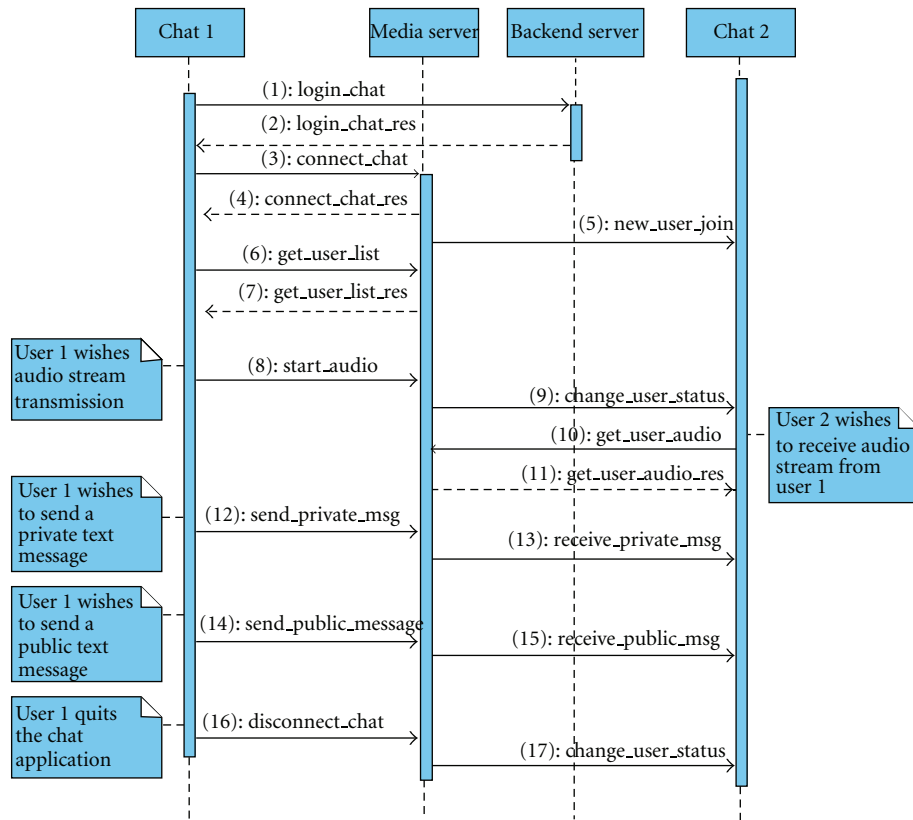 Chat 1
Media server
Backend server
Chat 2
(1): login_chat
(2): login_chat_res
(3): connect_chat
(4): connect_chat_res
(5): new_user_join
(6): get_user_list
(7): get_user_list_res
User 1 wishes
audio stream
transmission
(8): start_audio
(9): change_user_status
(10): get_user_audio
User 2 wishes
to receive audio
stream from
user 1
(11): get_user_audio_res
User 1 wishes
to send a
private text
message
(12): send_private_msg
(13): receive_private_msg
User 1 wishes
to send a
public text
message
(14): send_public_message
(15): receive_public_msg
User 1 quits
the chat
application
(16): disconnect_chat
(17): change_user_status